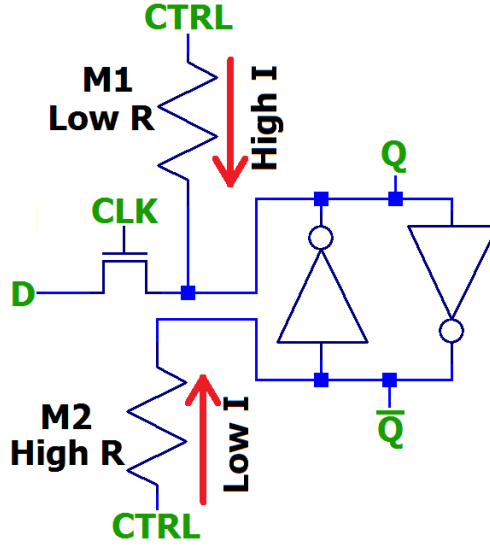 CTRL
M1
Low R
High I
Q
CLK
D
M2
High R
Low I
Q̅
CTRL